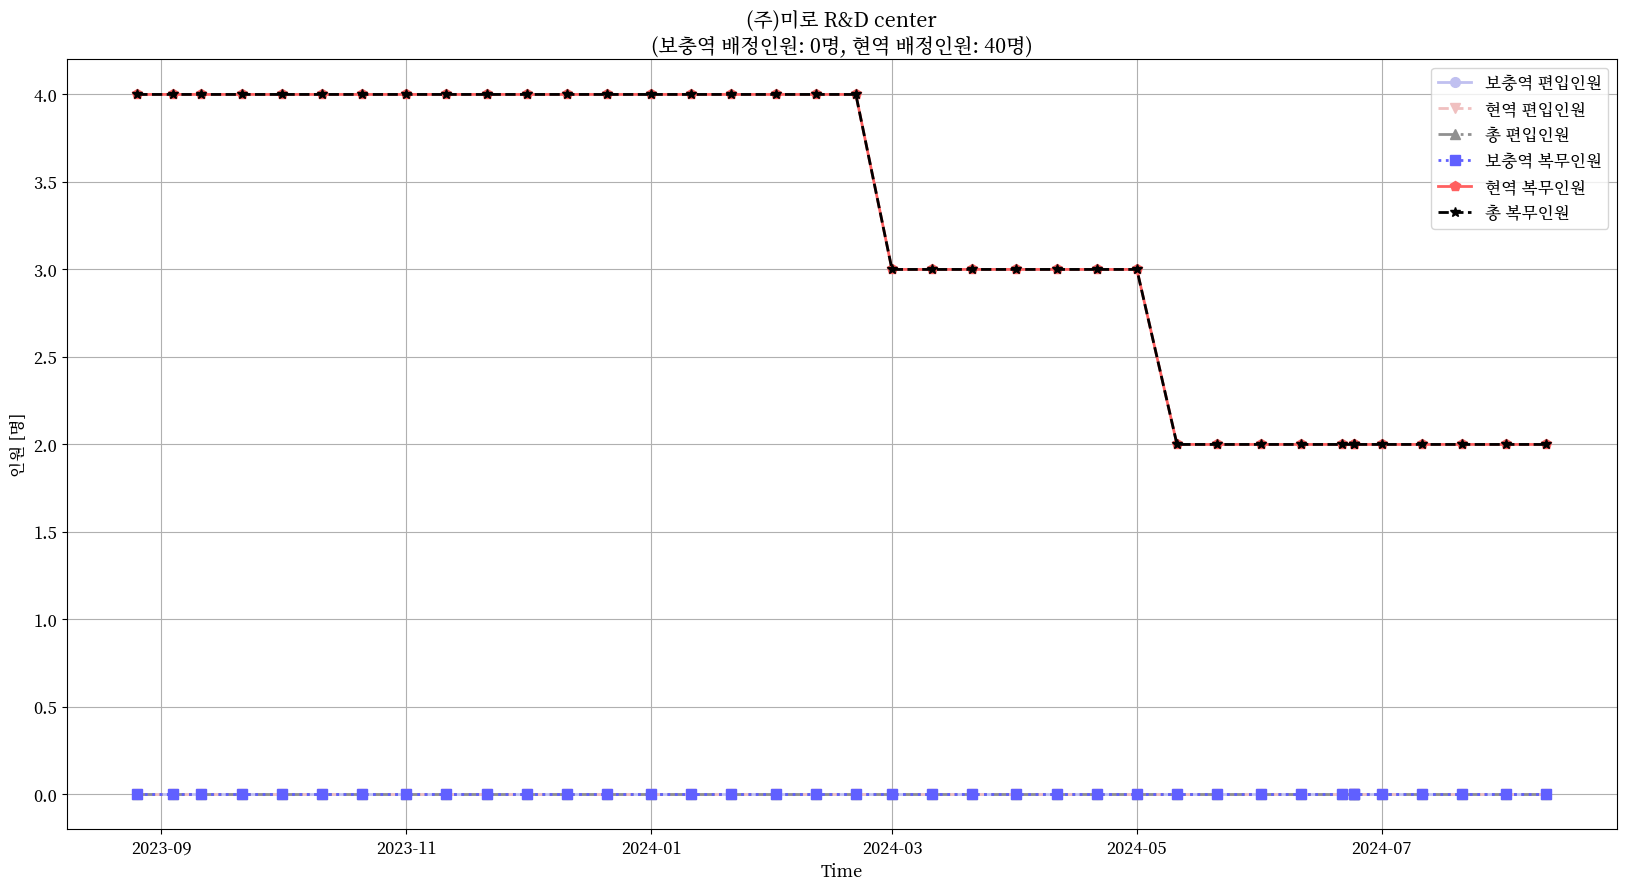 (주)미로 R&D center
(보충역 배정인원: 0명, 현역 배정인원: 40명)
보충역 편입인원
현역 편입인원
총 편입인원
보충역 복무인원
현역 복무인원
총 복무인원
4.0
3.5
3.0
2.5
2.0
1.5
1.0
0.5
0.0
인원 [명]
2023-09 2023-11 2024-01 2024-03 2024-05 2024-07
Time